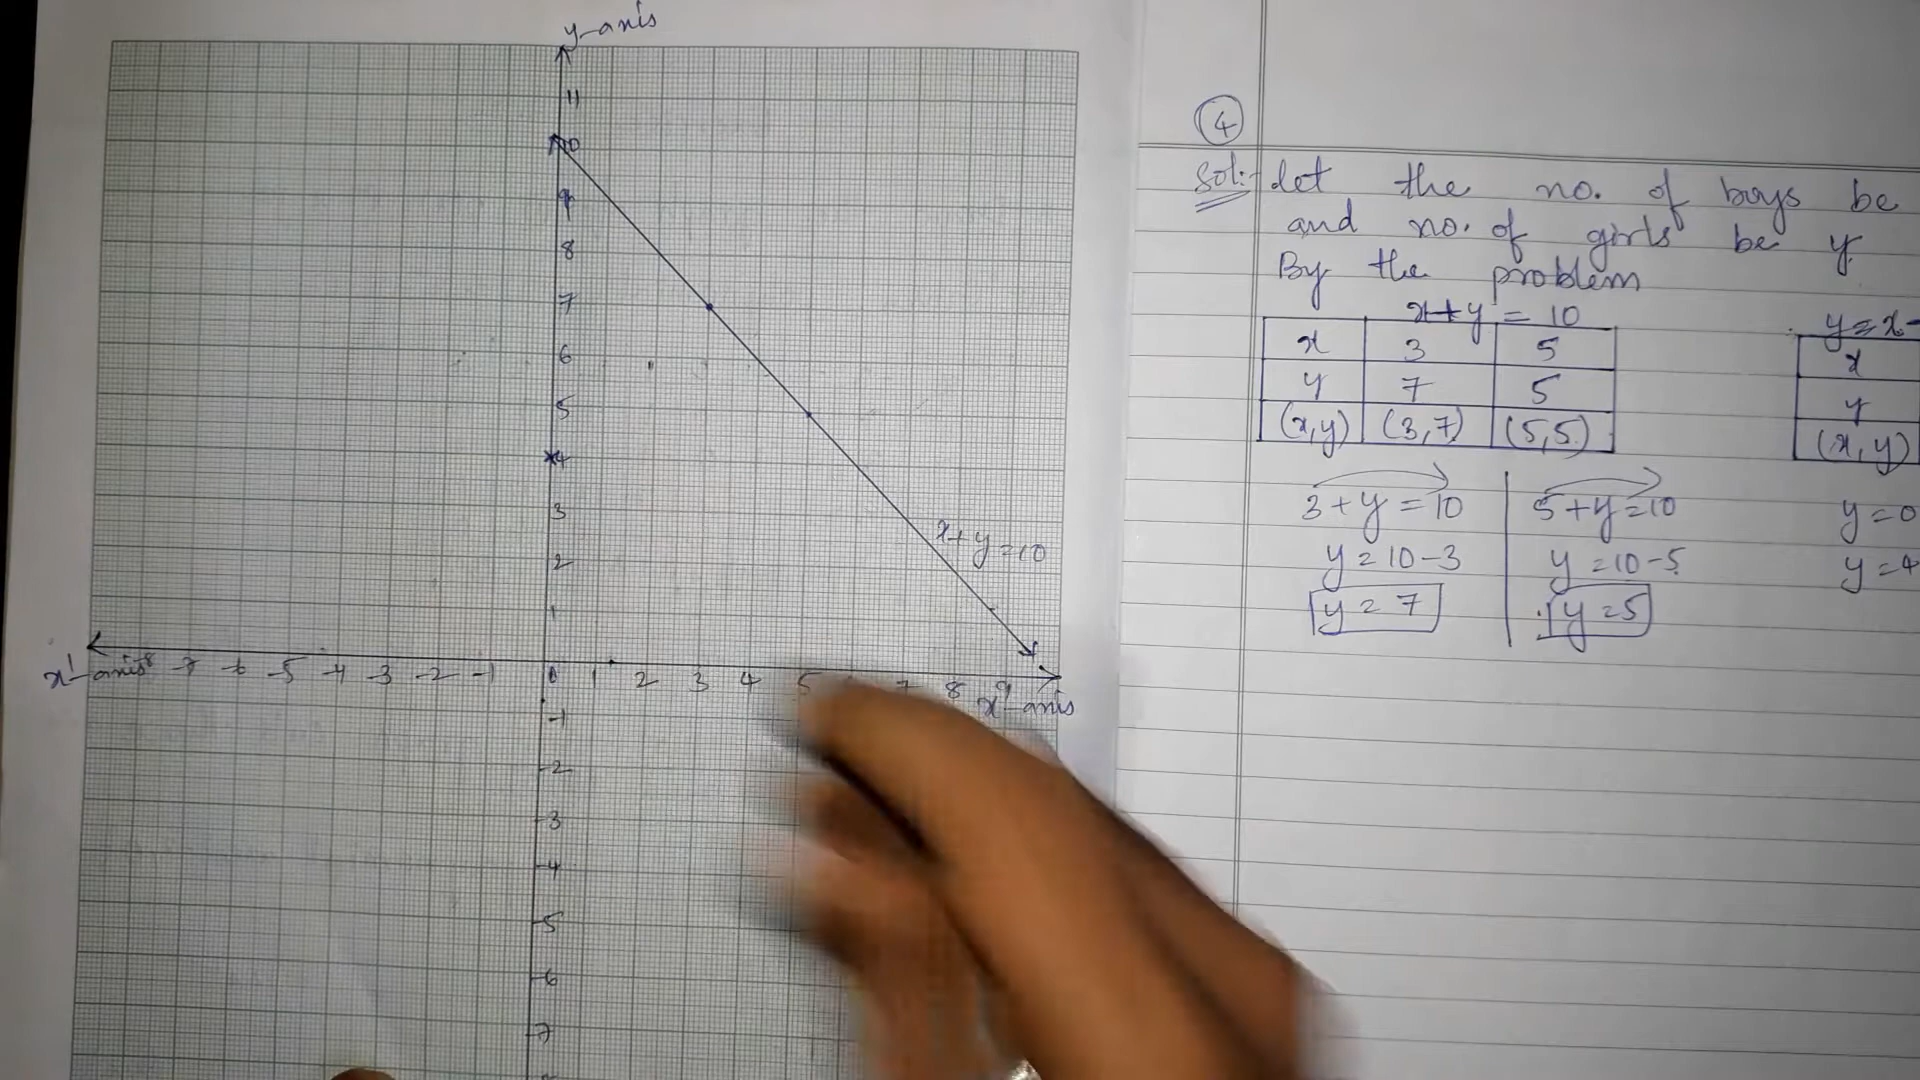 y-axis
11
10
9
8
7
6
5
4
3
2
1
x+y=10
x'-axis -8 -7 -6 -5 -4 -3 -2 -1 0 1 2 3 4 5 7 8 9
x-axis
-1
-2
-3
-4
-5
-6
-7
4
Sol:- let the no. of boys be
and no. of girls be y.
By the problem
x+y = 10
x 3 5
y 7 5
(x,y) (3,7) (5,5)
3+y=10 5+y=10
y=10-3 y=10-5
y=7 y=5
y=x-
x
y
(x,y)
y=0
y=4